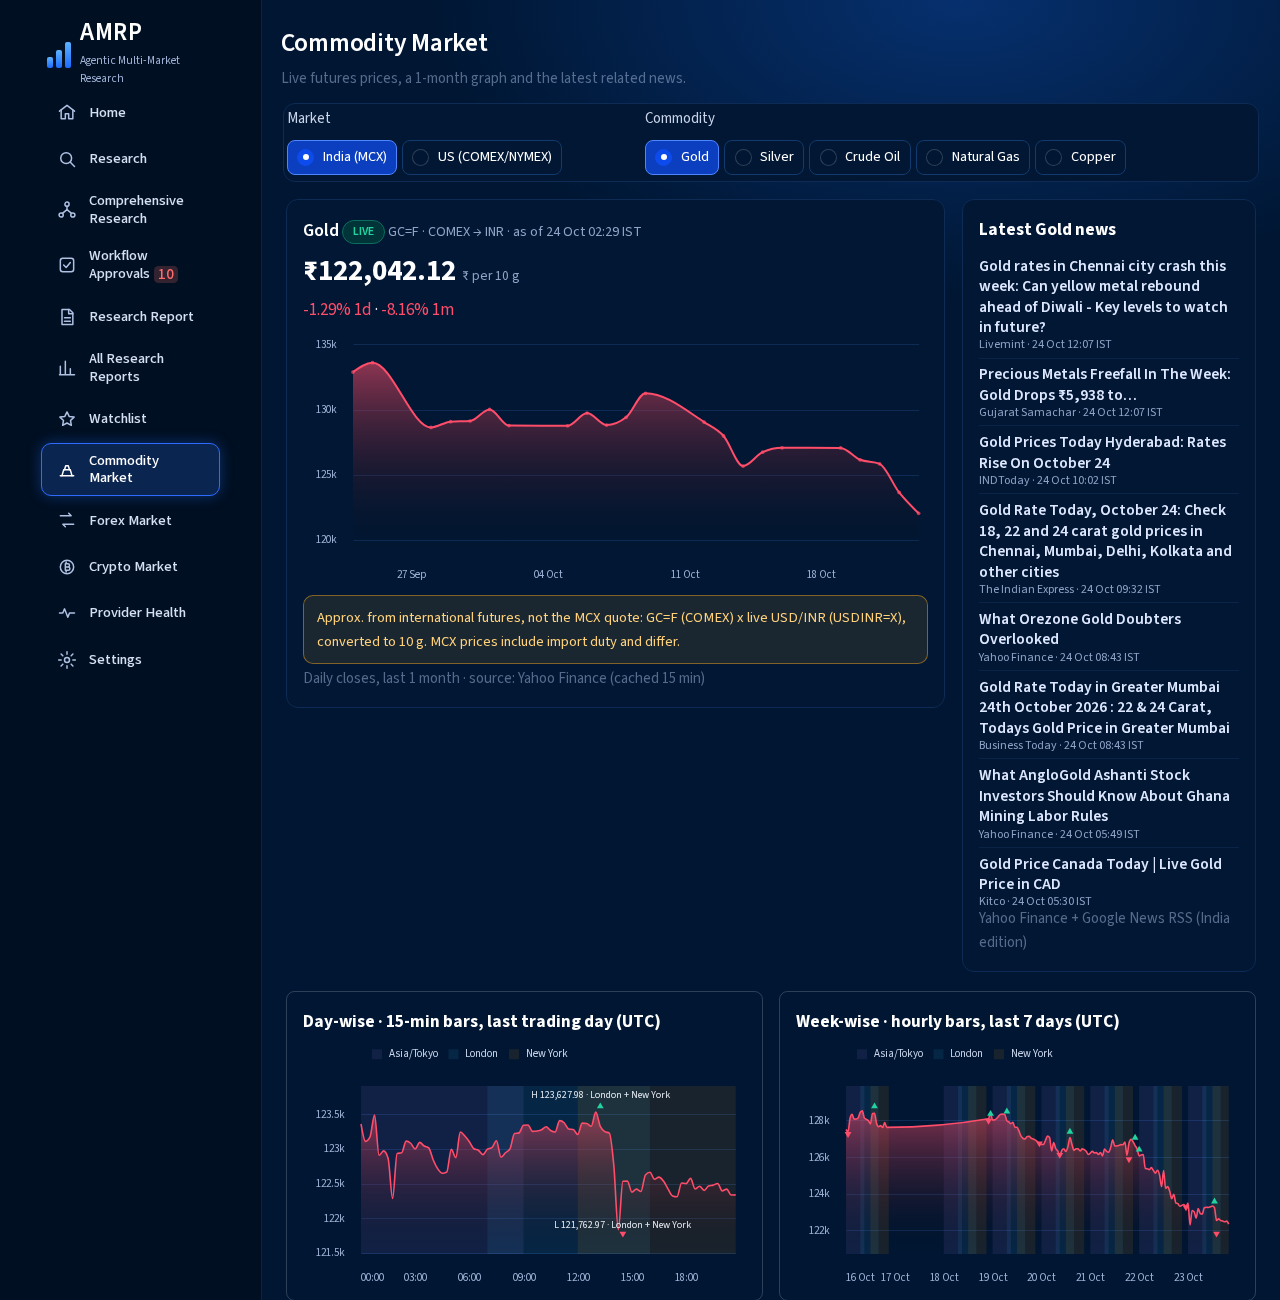 AMRP
Agentic Multi-Market
Research
Home
Research
Comprehensive
Research
Workflow
Approvals 10
Research Report
All Research
Reports
Watchlist
Commodity
Market
Forex Market
Crypto Market
Provider Health
Settings
Commodity Market
Live futures prices, a 1-month graph and the latest related news.
Market
India (MCX) US (COMEX/NYMEX)
Commodity
Gold Silver Crude Oil Natural Gas Copper
Gold LIVE GC=F · COMEX → INR · as of 24 Oct 02:29 IST
₹122,042.12 ₹ per 10 g
-1.29% 1d · -8.16% 1m
135k
130k
125k
120k
27 Sep 04 Oct 11 Oct 18 Oct
Approx. from international futures, not the MCX quote: GC=F (COMEX) x live USD/INR (USDINR=X),
converted to 10 g. MCX prices include import duty and differ.
Daily closes, last 1 month · source: Yahoo Finance (cached 15 min)
Latest Gold news
Gold rates in Chennai city crash this
week: Can yellow metal rebound
ahead of Diwali - Key levels to watch
in future?
Livemint · 24 Oct 12:07 IST
Precious Metals Freefall In The Week:
Gold Drops ₹5,938 to...
Gujarat Samachar · 24 Oct 12:07 IST
Gold Prices Today Hyderabad: Rates
Rise On October 24
INDToday · 24 Oct 10:02 IST
Gold Rate Today, October 24: Check
18, 22 and 24 carat gold prices in
Chennai, Mumbai, Delhi, Kolkata and
other cities
The Indian Express · 24 Oct 09:32 IST
What Orezone Gold Doubters
Overlooked
Yahoo Finance · 24 Oct 08:43 IST
Gold Rate Today in Greater Mumbai
24th October 2026 : 22 & 24 Carat,
Todays Gold Price in Greater Mumbai
Business Today · 24 Oct 08:43 IST
What AngloGold Ashanti Stock
Investors Should Know About Ghana
Mining Labor Rules
Yahoo Finance · 24 Oct 05:49 IST
Gold Price Canada Today | Live Gold
Price in CAD
Kitco · 24 Oct 05:30 IST
Yahoo Finance + Google News RSS (India
edition)
Day-wise · 15-min bars, last trading day (UTC)
Asia/Tokyo London New York
H 123,627.98 · London + New York
123.5k
123k
122.5k
122k
121.5k
L 121,762.97 · London + New York
00:00 03:00 06:00 09:00 12:00 15:00 18:00
Week-wise · hourly bars, last 7 days (UTC)
Asia/Tokyo London New York
128k
126k
124k
122k
16 Oct 17 Oct 18 Oct 19 Oct 20 Oct 21 Oct 22 Oct 23 Oct